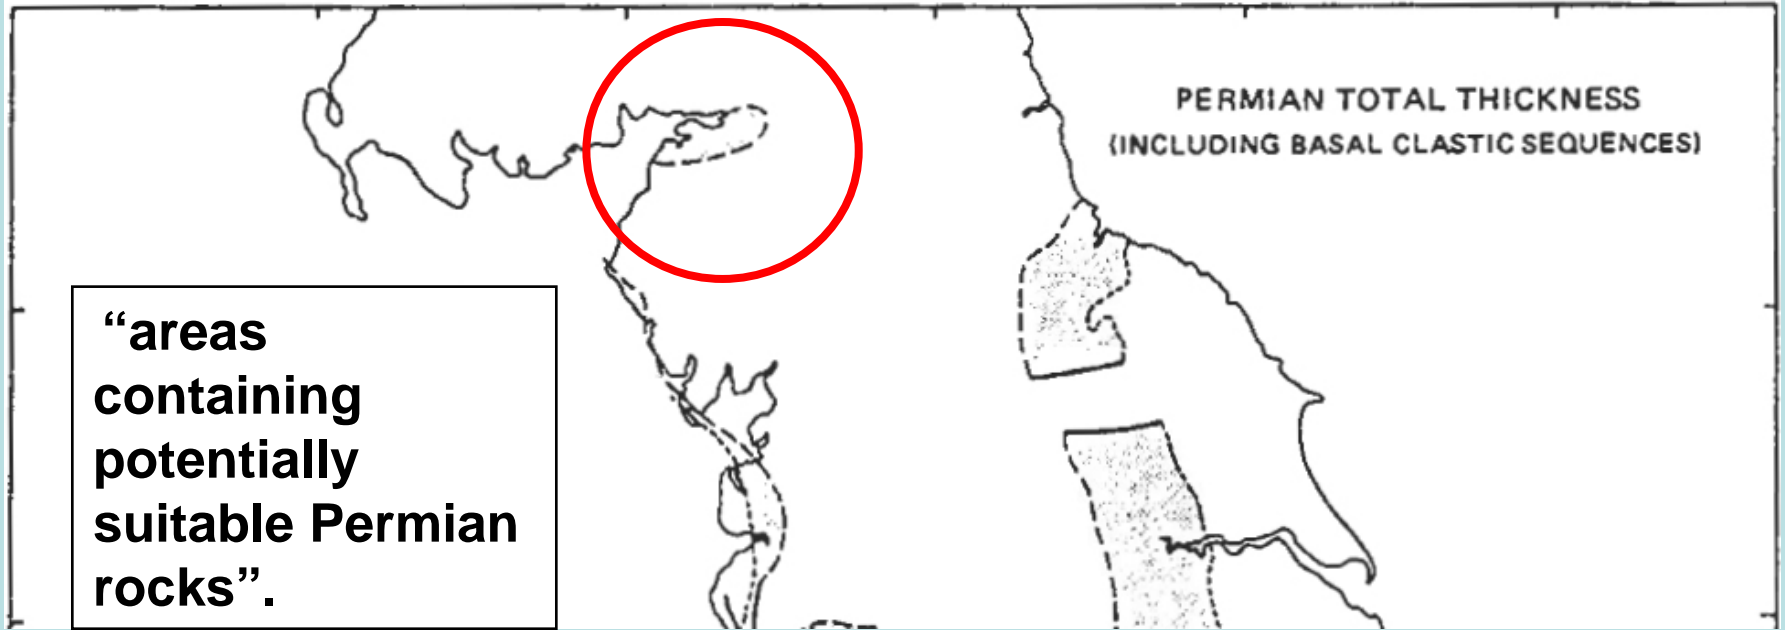 PERMIAN TOTAL THICKNESS
(INCLUDING BASAL CLASTIC SEQUENCES)
“areas
containing
potentially
suitable Permian
rocks”.